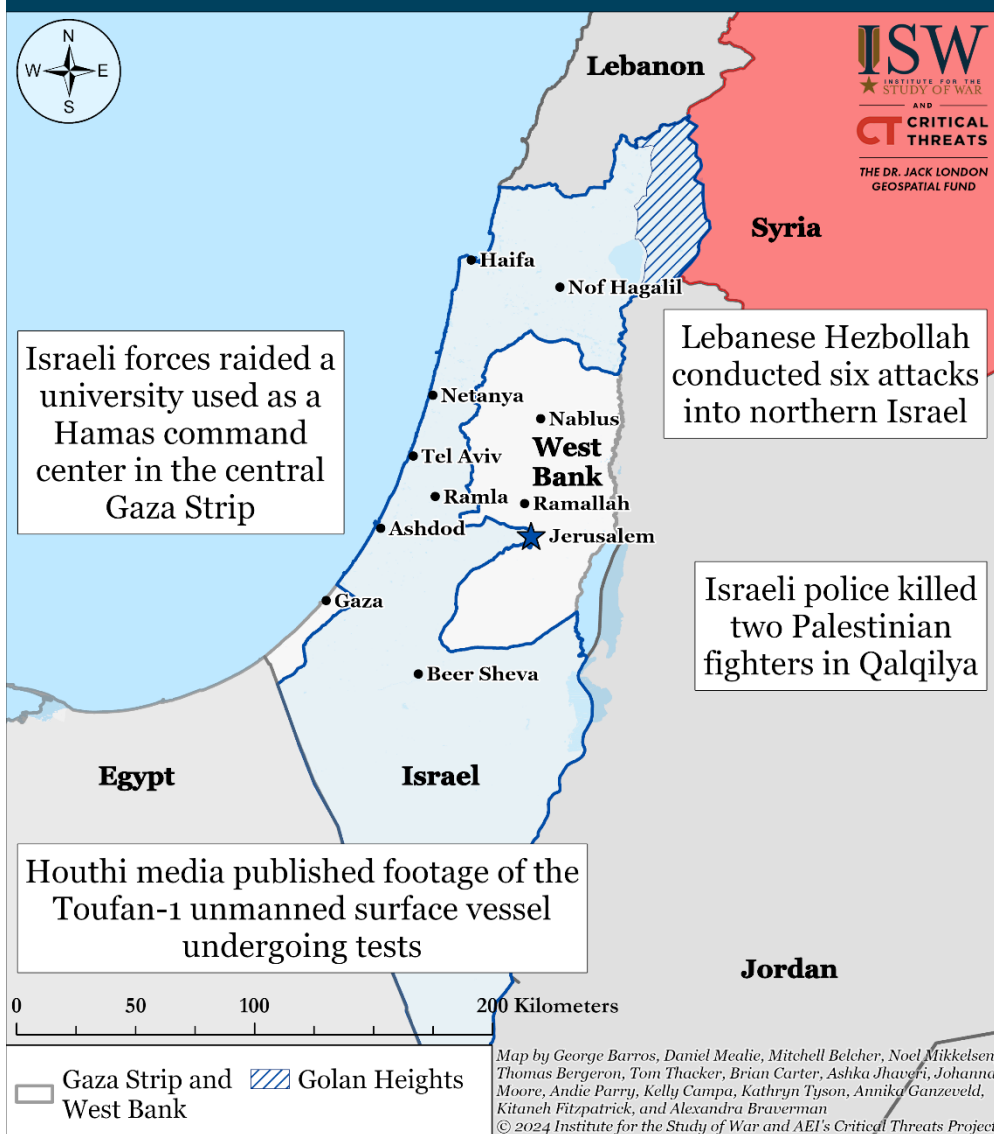 N
W
E
S
Lebanon
ISW
INSTITUTE FOR THE
STUDY OF WAR
AND
CT CRITICAL
THREATS
THE DR. JACK LONDON
GEOSPATIAL FUND
Syria
Haifa
Nof Hagalil
Israeli forces raided a
university used as a
Hamas command
center in the central
Gaza Strip
Lebanese Hezbollah
conducted six attacks
into northern Israel
Netanya
Nablus
West
Bank
Tel Aviv
Ramla
Ramallah
Ashdod
Jerusalem
Israeli police killed
two Palestinian
fighters in Qalqilya
Gaza
Beer Sheva
Egypt
Israel
Houthi media published footage of the
Toufan-1 unmanned surface vessel
undergoing tests
Jordan
0 50 100 200 Kilometers
Gaza Strip and
West Bank
Golan Heights
Map by George Barros, Daniel Mealie, Mitchell Belcher, Noel Mikkelsen,
Thomas Bergeron, Tom Thacker, Brian Carter, Ashka Jhaveri, Johanna
Moore, Andie Parry, Kelly Campa, Kathryn Tyson, Annika Ganzeveld,
Kitaneh Fitzpatrick, and Alexandra Braverman
© 2024 Institute for the Study of War and AEI's Critical Threats Project